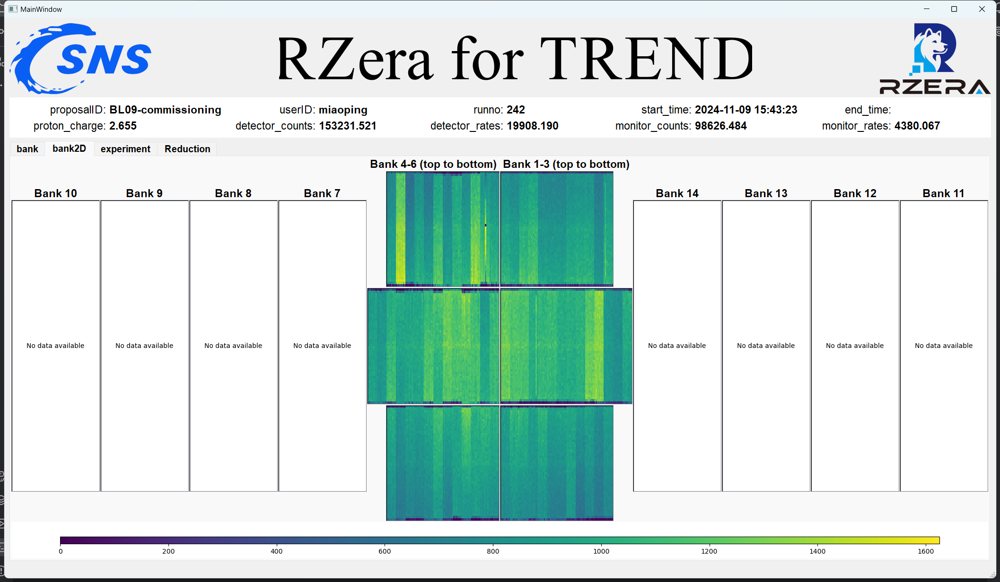 MainWindow
SNS
RZera for TREND
RZERA
proposalID: BL09-commissioning userID: miaoping runno: 242 start_time: 2024-11-09 15:43:23 end_time:
proton_charge: 2.655 detector_counts: 153231.521 detector_rates: 19908.190 monitor_counts: 98626.484 monitor_rates: 4380.067
bank bank2D experiment Reduction
Bank 4-6 (top to bottom) Bank 1-3 (top to bottom)
Bank 10 Bank 9 Bank 8 Bank 7 Bank 14 Bank 13 Bank 12 Bank 11
No data available No data available No data available No data available No data available No data available No data available No data available
0 200 400 600 800 1000 1200 1400 1600